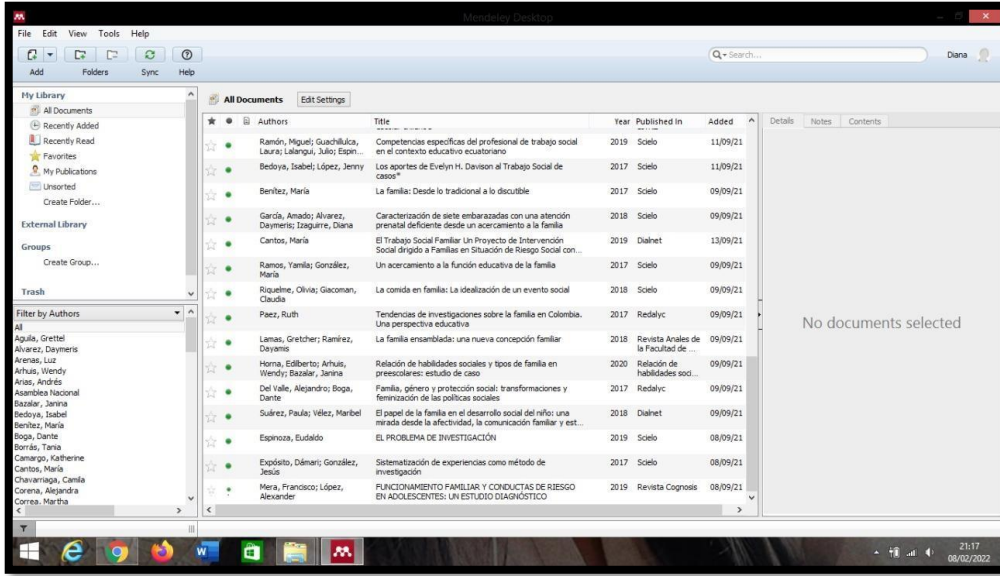 Mendeley Desktop
File Edit View Tools Help
Search...
Diana
Add Folders Sync Help
My Library
All Documents
Recently Added
Recently Read
Favorites
My Publications
Unsorted
Create Folder...
External Library
Groups
Create Group...
Trash
Filter by Authors
All
Aguila, Grettel
Alvarez, Daymeris
Arenas, Luz
Arhuis, Wendy
Arias, Andrés
Asamblea Nacional
Bazalar, Janina
Bedoya, Isabel
Benítez, María
Boga, Dante
Borrás, Tania
Camargo, Katherine
Cantos, María
Chavarriaga, Camila
Corena, Alejandra
Correa, Martha
All Documents Edit Settings
Authors Title Year Published In Added
Ramón, Miguel; Guachillulca, Competencias específicas del profesional de trabajo social 2019 Scielo 11/09/21
Laura; Lalangui, Julio; Espin... en el contexto educativo ecuatoriano
Bedoya, Isabel; López, Jenny Los aportes de Evelyn H. Davison al Trabajo Social de 2017 Scielo 11/09/21
casos*
Benítez, María La familia: Desde lo tradicional a lo discutible 2017 Scielo 09/09/21
García, Amado; Alvarez, Caracterización de siete embarazadas con una atención 2018 Scielo 09/09/21
Daymeris; Izaguirre, Diana prenatal deficiente desde un acercamiento a la familia
Cantos, María El Trabajo Social Familiar Un Proyecto de Intervención 2019 Dialnet 13/09/21
Social dirigido a Familias en Situación de Riesgo Social con...
Ramos, Yamila; González, Un acercamiento a la función educativa de la familia 2017 Scielo 09/09/21
María
Riquelme, Olivia; Giacoman, La comida en familia: La idealización de un evento social 2018 Scielo 09/09/21
Claudia
Paez, Ruth Tendencias de investigaciones sobre la familia en Colombia. 2017 Redalyc 09/09/21
Una perspectiva educativa
Lamas, Gretcher; Ramírez, La familia ensamblada: una nueva concepción familiar 2018 Revista Anales de 09/09/21
Dayamis la Facultad de ...
Horna, Edilberto; Arhuis, Relación de habilidades sociales y tipos de familia en 2020 Relación de 09/09/21
Wendy; Bazalar, Janina preescolares: estudio de caso habilidades soci...
Del Valle, Alejandro; Boga, Familia, género y protección social: transformaciones y 2017 Redalyc 09/09/21
Dante feminización de las políticas sociales
Suárez, Paula; Vélez, Maribel El papel de la familia en el desarrollo social del niño: una 2018 Dialnet 09/09/21
mirada desde la afectividad, la comunicación familiar y est...
Espinoza, Eudaldo EL PROBLEMA DE INVESTIGACIÓN 2019 Scielo 08/09/21
Expósito, Dámari; González, Sistematización de experiencias como método de 2017 Scielo 08/09/21
Jesús investigación
Mera, Francisco; López, FUNCIONAMIENTO FAMILIAR Y CONDUCTAS DE RIESGO 2019 Revista Cognosis 08/09/21
Alexander EN ADOLESCENTES: UN ESTUDIO DIAGNÓSTICO
Details Notes Contents
No documents selected
21:17
08/02/2022